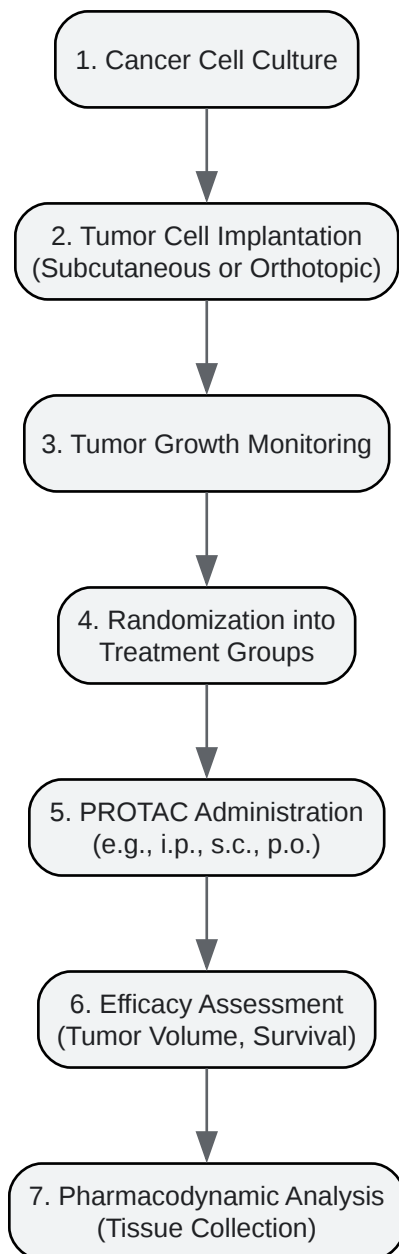 1. Cancer Cell Culture
2. Tumor Cell Implantation
(Subcutaneous or Orthotopic)
3. Tumor Growth Monitoring
4. Randomization into
Treatment Groups
5. PROTAC Administration
(e.g., i.p., s.c., p.o.)
6. Efficacy Assessment
(Tumor Volume, Survival)
7. Pharmacodynamic Analysis
(Tissue Collection)